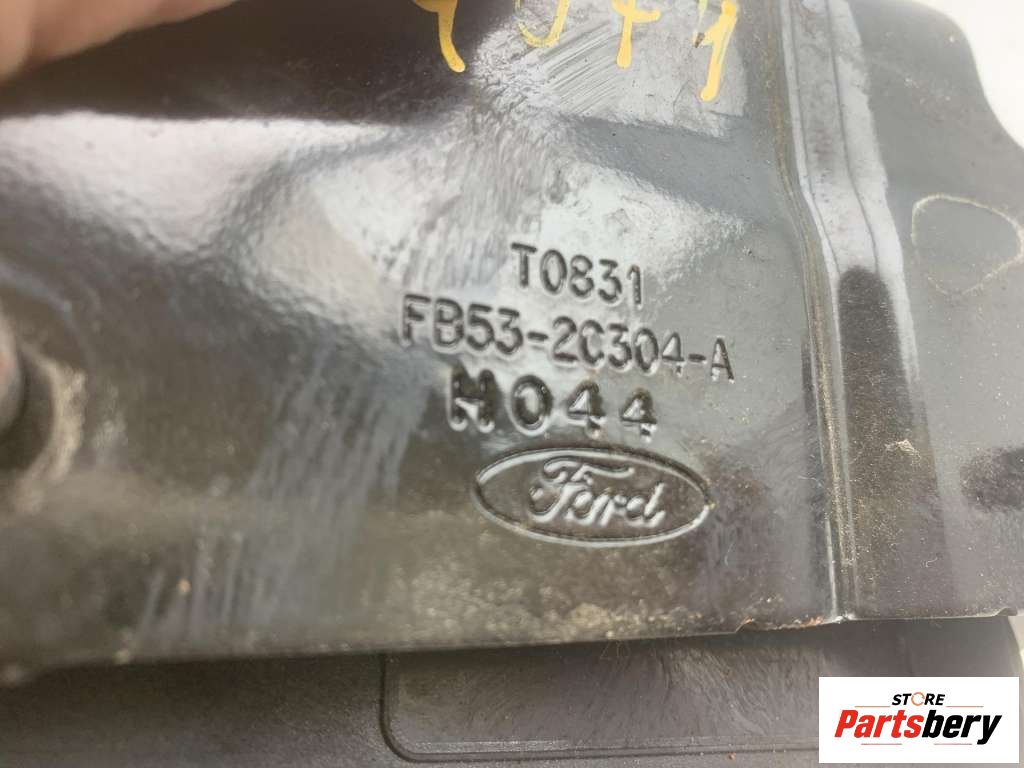 T0831
FB53-2C304-A
H044
Ford
STORE
Partsbery